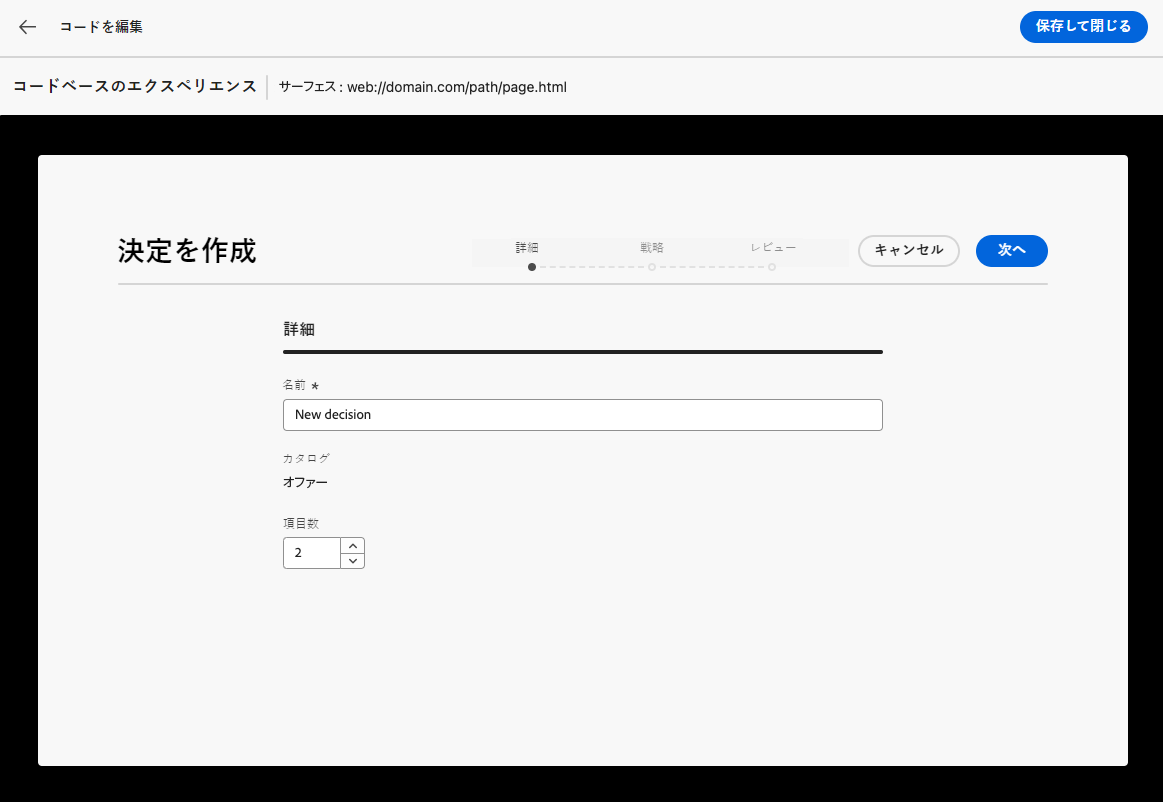 コードを編集
保存して閉じる
コードベースのエクスペリエンス
サーフェス : web://domain.com/path/page.html
決定を作成
詳細
戦略
レビュー
キャンセル
次へ
詳細
名前 *
New decision
カタログ
オファー
項目数
2